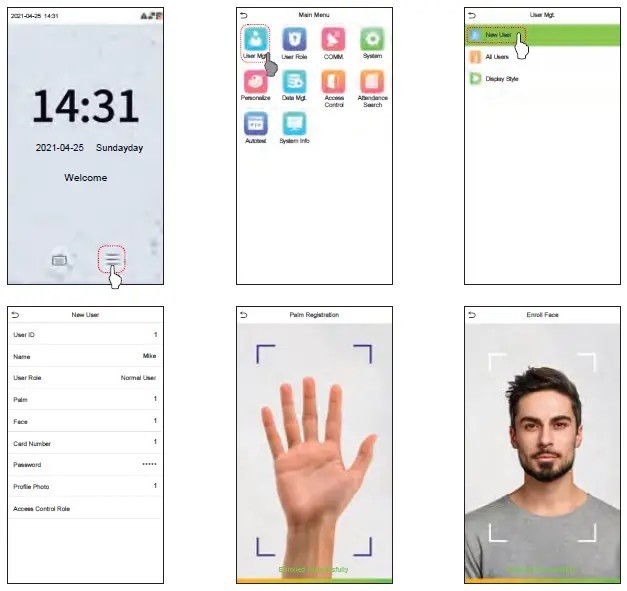 2021-04-25 14:31
14:31
2021-04-25 Sundayday
Welcome
Main Menu
User Mgt.
User Role
COMM.
System
Personalize
Data Mgt.
Access
Control
Attendance
Search
Autotest
System Info
User Mgt.
New User
All Users
Display Style
New User
User ID 1
Name Mike
User Role Normal User
Palm 1
Face 1
Card Number 1
Password *****
Profile Photo 1
Access Control Role
Palm Registration
Enrolled successfully
Enroll Face